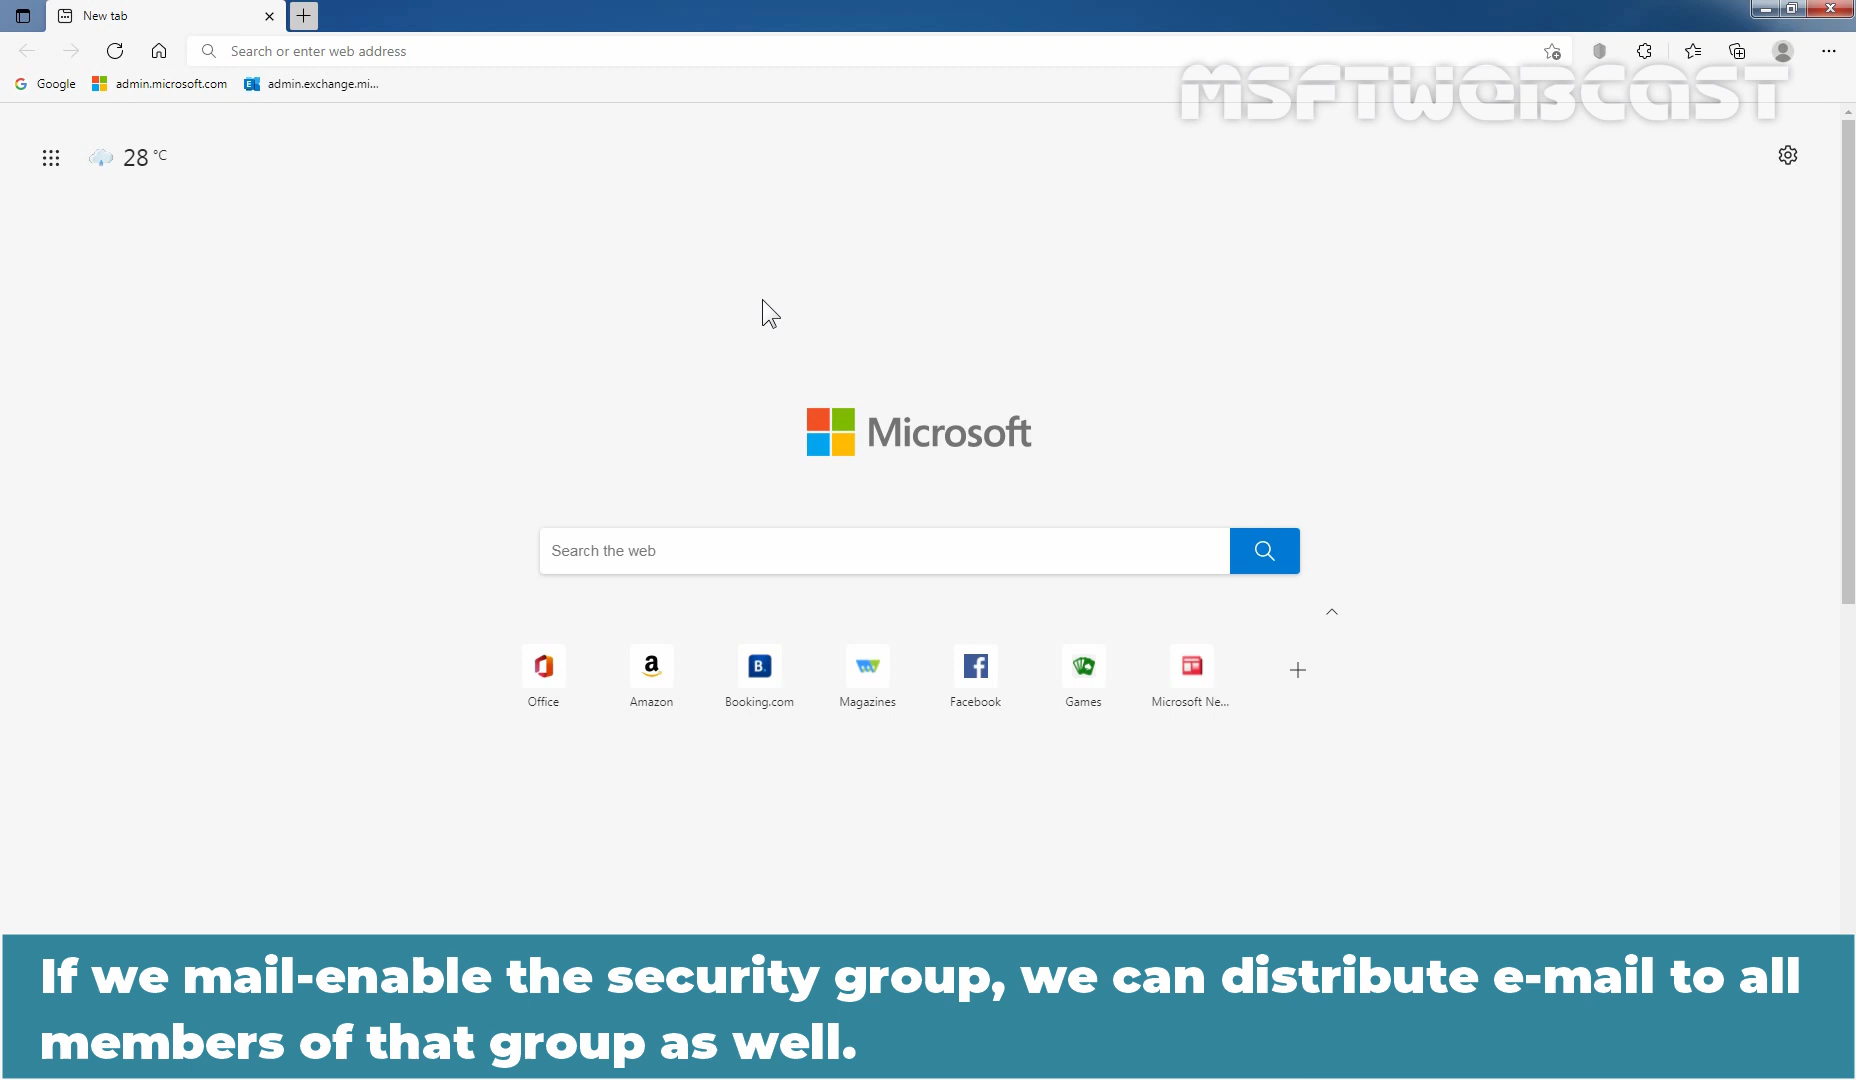 New tab
Search or enter web address
Google admin.microsoft.com admin.exchange.mi...
MSFTWEBCAST
28 °C
Microsoft
Search the web
Office Amazon Booking.com Magazines Facebook Games Microsoft Ne...
If we mail-enable the security group, we can distribute e-mail to all
members of that group as well.